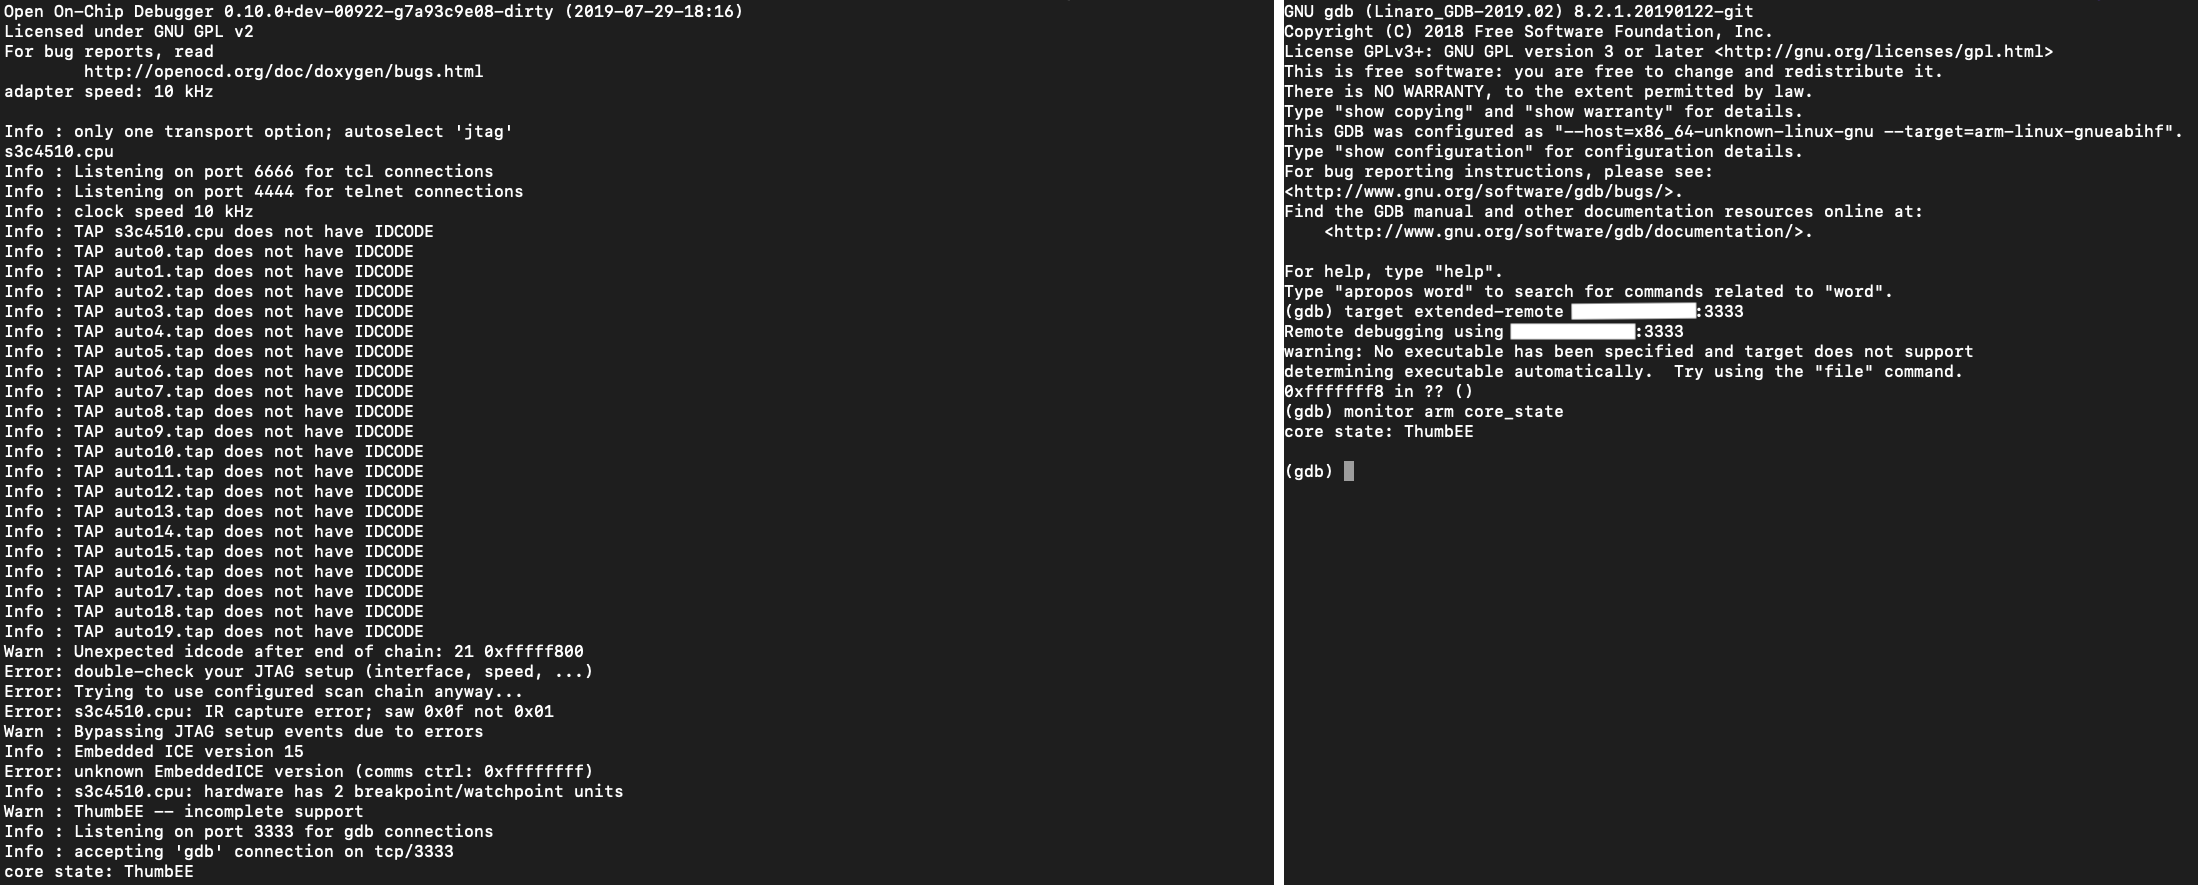 Open On-Chip Debugger 0.10.0+dev-00922-g7a93c9e08-dirty (2019-07-29-18:16)
Licensed under GNU GPL v2
For bug reports, read
        http://openocd.org/doc/doxygen/bugs.html
adapter speed: 10 kHz

Info : only one transport option; autoselect 'jtag'
s3c4510.cpu
Info : Listening on port 6666 for tcl connections
Info : Listening on port 4444 for telnet connections
Info : clock speed 10 kHz
Info : TAP s3c4510.cpu does not have IDCODE
Info : TAP auto0.tap does not have IDCODE
Info : TAP auto1.tap does not have IDCODE
Info : TAP auto2.tap does not have IDCODE
Info : TAP auto3.tap does not have IDCODE
Info : TAP auto4.tap does not have IDCODE
Info : TAP auto5.tap does not have IDCODE
Info : TAP auto6.tap does not have IDCODE
Info : TAP auto7.tap does not have IDCODE
Info : TAP auto8.tap does not have IDCODE
Info : TAP auto9.tap does not have IDCODE
Info : TAP auto10.tap does not have IDCODE
Info : TAP auto11.tap does not have IDCODE
Info : TAP auto12.tap does not have IDCODE
Info : TAP auto13.tap does not have IDCODE
Info : TAP auto14.tap does not have IDCODE
Info : TAP auto15.tap does not have IDCODE
Info : TAP auto16.tap does not have IDCODE
Info : TAP auto17.tap does not have IDCODE
Info : TAP auto18.tap does not have IDCODE
Info : TAP auto19.tap does not have IDCODE
Warn : Unexpected idcode after end of chain: 21 0xfffff800
Error: double-check your JTAG setup (interface, speed, ...)
Error: Trying to use configured scan chain anyway...
Error: s3c4510.cpu: IR capture error; saw 0x0f not 0x01
Warn : Bypassing JTAG setup events due to errors
Info : Embedded ICE version 15
Error: unknown EmbeddedICE version (comms ctrl: 0xffffffff)
Info : s3c4510.cpu: hardware has 2 breakpoint/watchpoint units
Warn : ThumbEE -- incomplete support
Info : Listening on port 3333 for gdb connections
Info : accepting 'gdb' connection on tcp/3333
core state: ThumbEE
GNU gdb (Linaro_GDB-2019.02) 8.2.1.20190122-git
Copyright (C) 2018 Free Software Foundation, Inc.
License GPLv3+: GNU GPL version 3 or later <http://gnu.org/licenses/gpl.html>
This is free software: you are free to change and redistribute it.
There is NO WARRANTY, to the extent permitted by law.
Type "show copying" and "show warranty" for details.
This GDB was configured as "--host=x86_64-unknown-linux-gnu --target=arm-linux-gnueabihf".
Type "show configuration" for configuration details.
For bug reporting instructions, please see:
<http://www.gnu.org/software/gdb/bugs/>.
Find the GDB manual and other documentation resources online at:
    <http://www.gnu.org/software/gdb/documentation/>.

For help, type "help".
Type "apropos word" to search for commands related to "word".
(gdb) target extended-remote :3333
Remote debugging using :3333
warning: No executable has been specified and target does not support
determining executable automatically.  Try using the "file" command.
0xfffffff8 in ?? ()
(gdb) monitor arm core_state
core state: ThumbEE

(gdb)